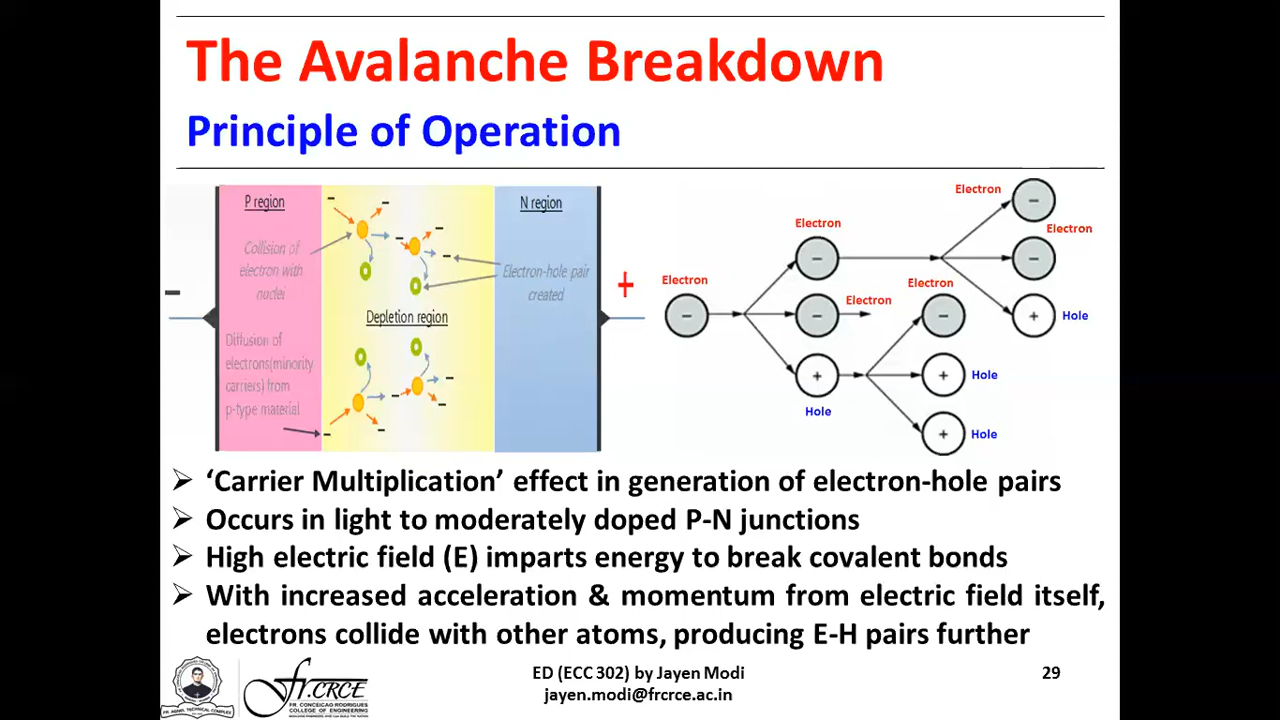 The Avalanche Breakdown
Principle of Operation
P region
Collision of
electron with
nuclei
Diffusion of
electrons(minority
carriers) from
p-type material
Depletion region
N region
Electron-hole pair
created
−
+
Electron
−
Electron
−
−
Electron
+
Hole
Electron
−
−
Electron
+
Hole
Electron
−
+
Hole
+
Hole
➢ ‘Carrier Multiplication’ effect in generation of electron-hole pairs
➢ Occurs in light to moderately doped P-N junctions
➢ High electric field (E) imparts energy to break covalent bonds
➢ With increased acceleration & momentum from electric field itself,
electrons collide with other atoms, producing E-H pairs further
Fr. CRCE
FR. CONCEICAO RODRIGUES
COLLEGE OF ENGINEERING
ED (ECC 302) by Jayen Modi
jayen.modi@frcrce.ac.in
29